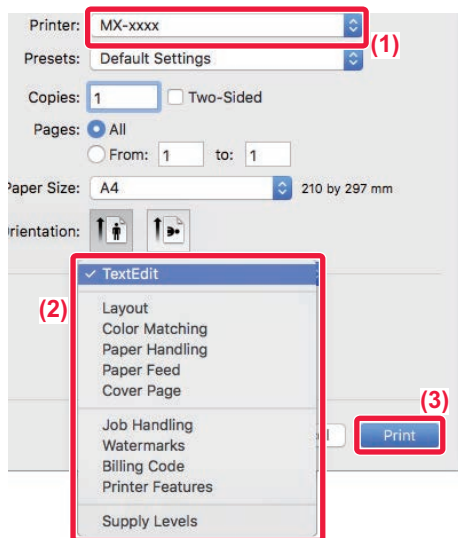 Printer: MX-xxxx
(1)
Presets: Default Settings
Copies: 1 Two-Sided
Pages: All
From: 1 to: 1
Paper Size: A4 210 by 297 mm
rientation:
✓ TextEdit
(2)
Layout
Color Matching
Paper Handling
Paper Feed
Cover Page
(3)
Job Handling
Print
Watermarks
Billing Code
Printer Features
Supply Levels